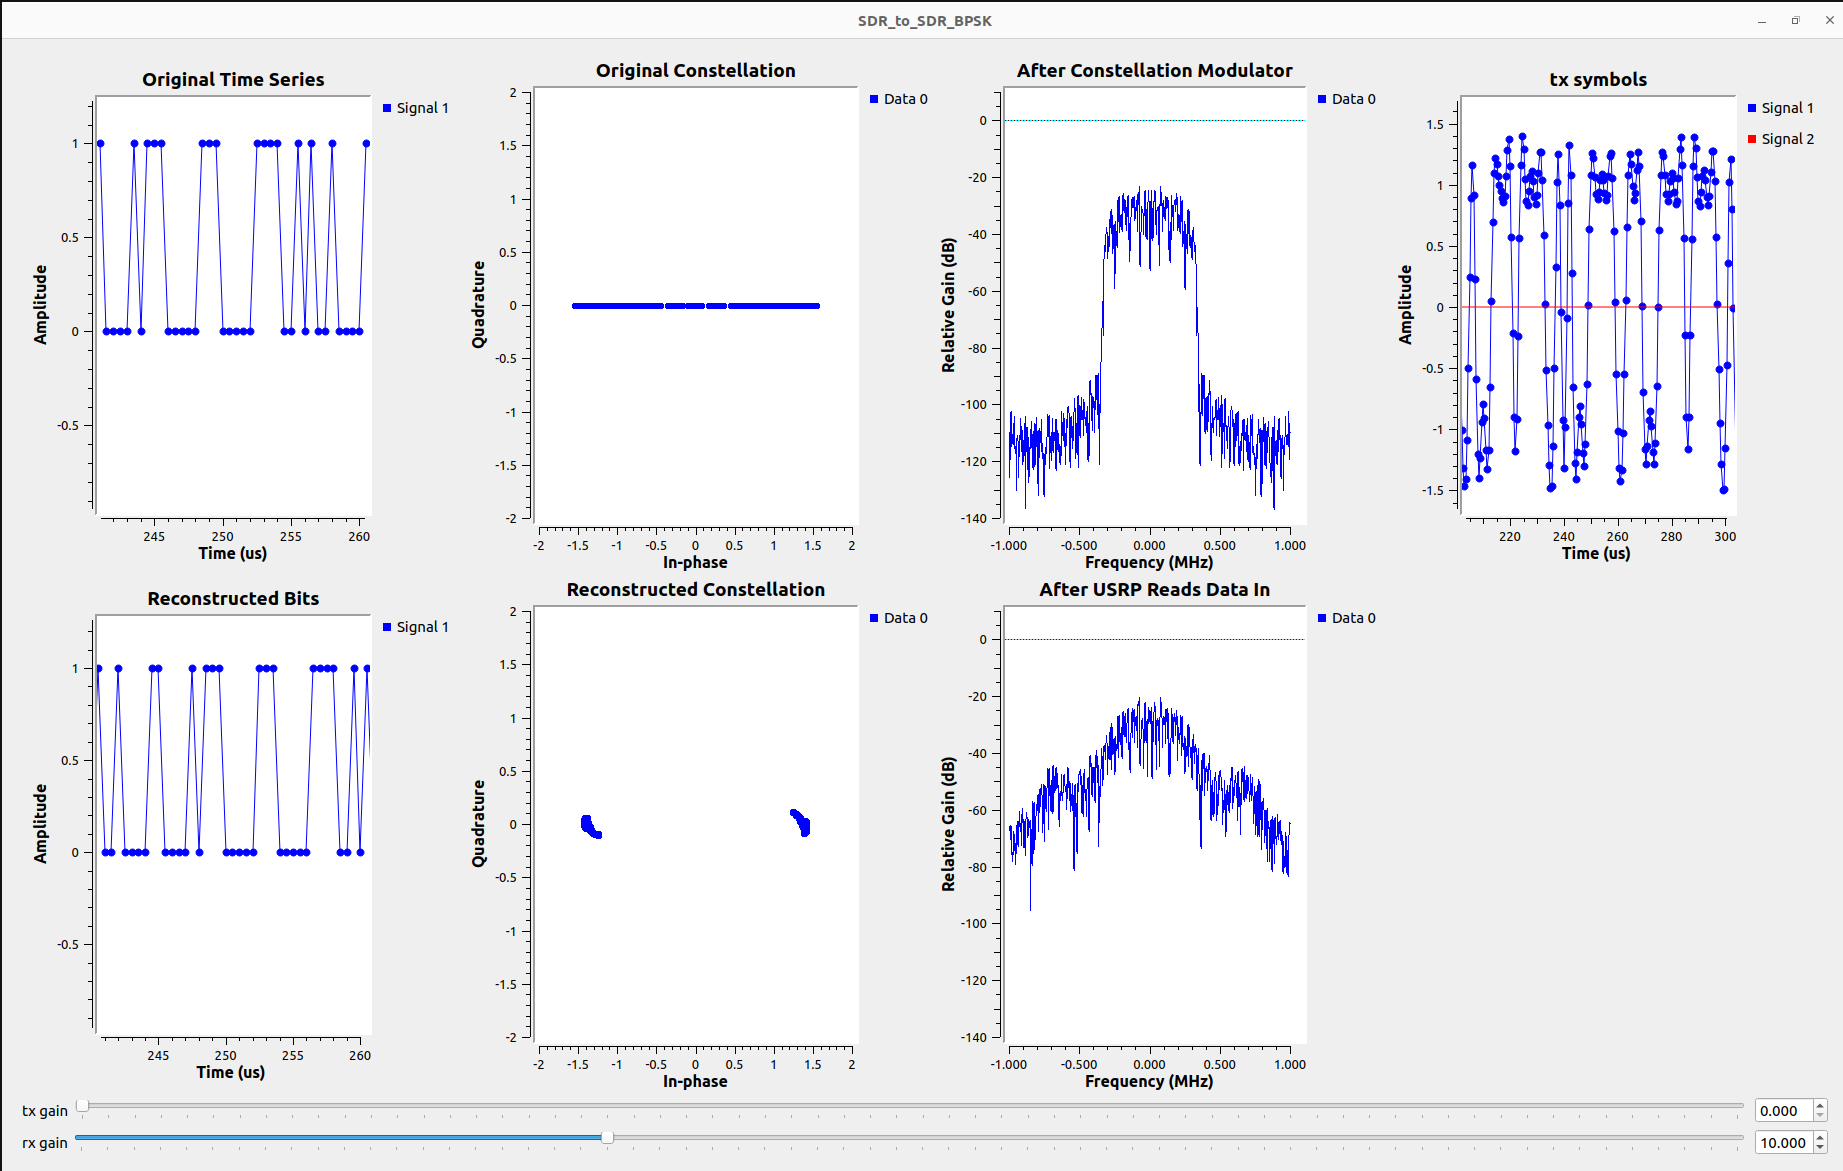 SDR_to_SDR_BPSK
Original Time Series
Signal 1
Amplitude
1
0.5
0
-0.5
245 250 255 260
Time (us)
Original Constellation
Data 0
Quadrature
2
1.5
1
0.5
0
-0.5
-1
-1.5
-2
-2 -1.5 -1 -0.5 0 0.5 1 1.5 2
In-phase
After Constellation Modulator
Data 0
Relative Gain (dB)
0
-20
-40
-60
-80
-100
-120
-140
-1.000 -0.500 0.000 0.500 1.000
Frequency (MHz)
tx symbols
Signal 1
Signal 2
Amplitude
1.5
1
0.5
0
-0.5
-1
-1.5
220 240 260 280 300
Time (us)
Reconstructed Bits
Signal 1
Amplitude
1
0.5
0
-0.5
245 250 255 260
Time (us)
Reconstructed Constellation
Data 0
Quadrature
2
1.5
1
0.5
0
-0.5
-1
-1.5
-2
-2 -1.5 -1 -0.5 0 0.5 1 1.5 2
In-phase
After USRP Reads Data In
Data 0
Relative Gain (dB)
0
-20
-40
-60
-80
-100
-120
-140
-1.000 -0.500 0.000 0.500 1.000
Frequency (MHz)
tx gain
0.000
rx gain
10.000